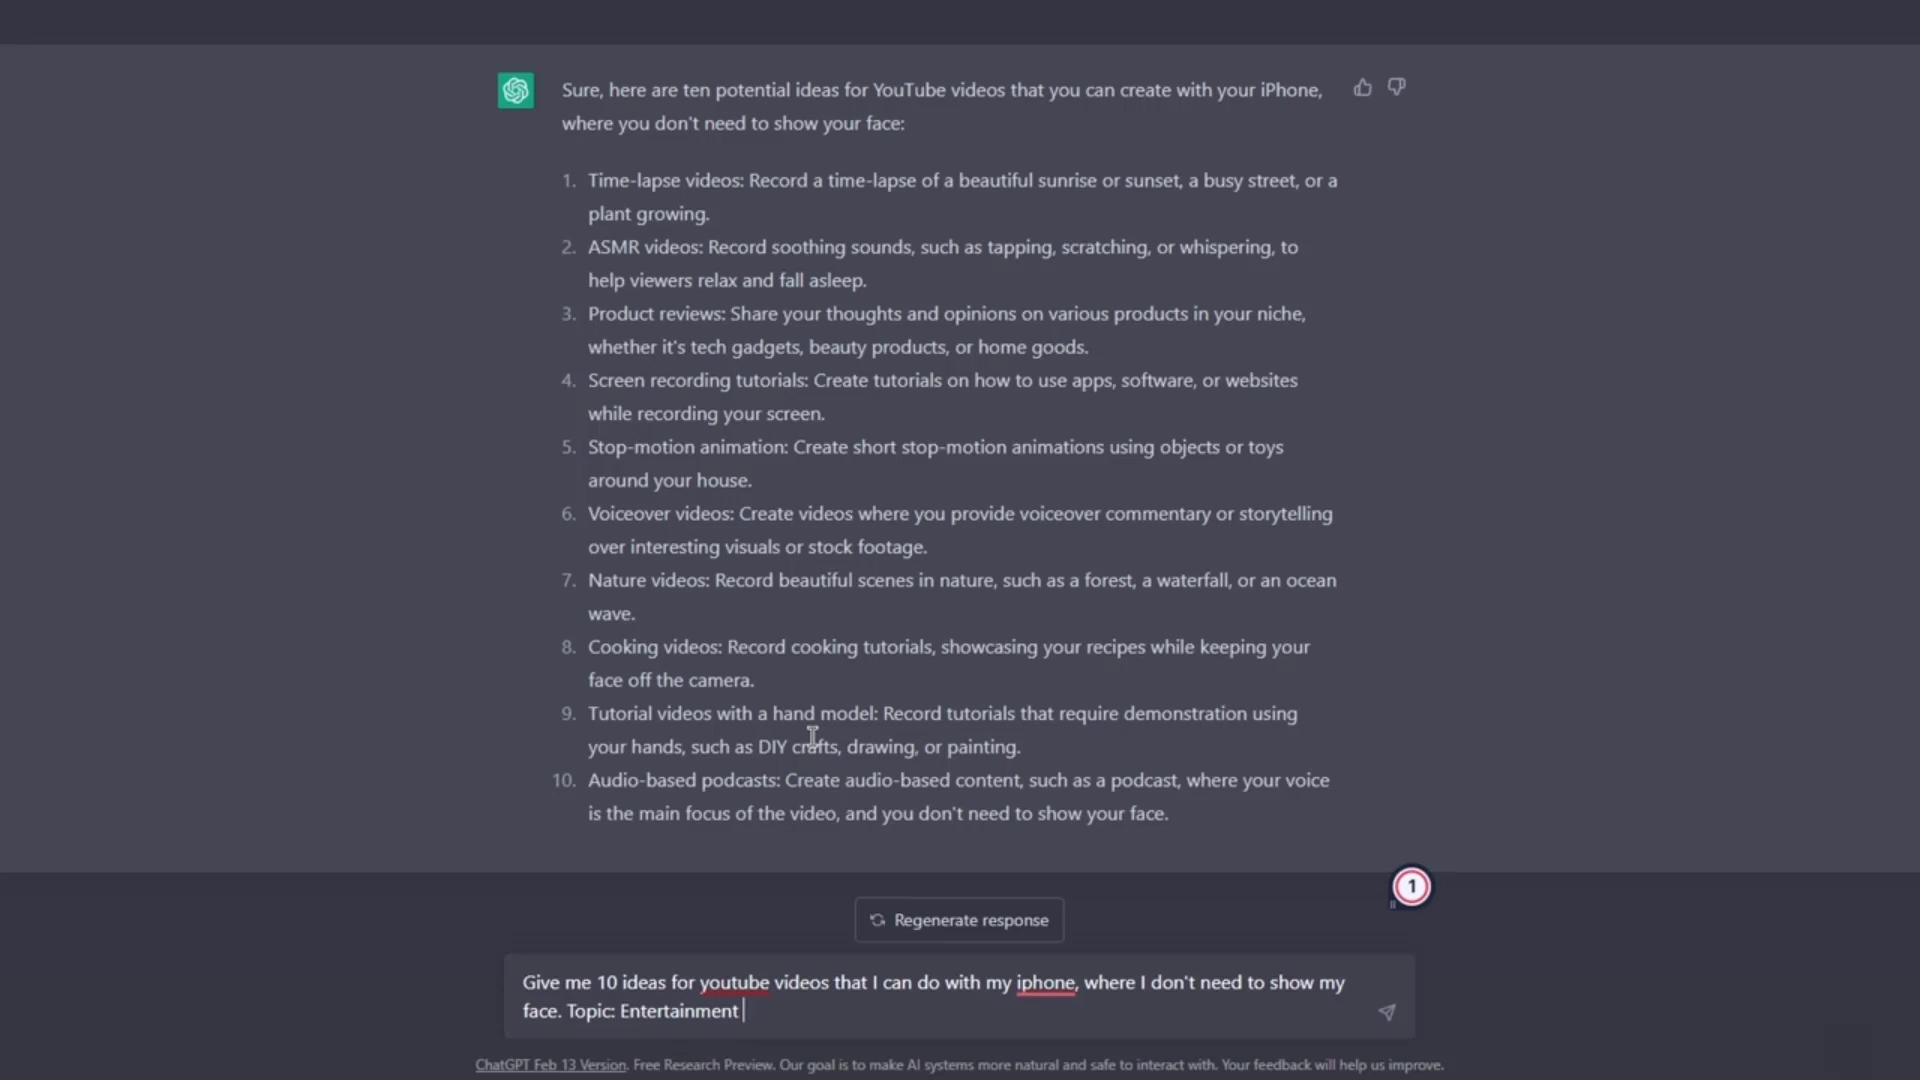 Sure, here are ten potential ideas for YouTube videos that you can create with your iPhone,
where you don't need to show your face:
1. Time-lapse videos: Record a time-lapse of a beautiful sunrise or sunset, a busy street, or a
plant growing.
2. ASMR videos: Record soothing sounds, such as tapping, scratching, or whispering, to
help viewers relax and fall asleep.
3. Product reviews: Share your thoughts and opinions on various products in your niche,
whether it's tech gadgets, beauty products, or home goods.
4. Screen recording tutorials: Create tutorials on how to use apps, software, or websites
while recording your screen.
5. Stop-motion animation: Create short stop-motion animations using objects or toys
around your house.
6. Voiceover videos: Create videos where you provide voiceover commentary or storytelling
over interesting visuals or stock footage.
7. Nature videos: Record beautiful scenes in nature, such as a forest, a waterfall, or an ocean
wave.
8. Cooking videos: Record cooking tutorials, showcasing your recipes while keeping your
face off the camera.
9. Tutorial videos with a hand model: Record tutorials that require demonstration using
your hands, such as DIY crafts, drawing, or painting.
10. Audio-based podcasts: Create audio-based content, such as a podcast, where your voice
is the main focus of the video, and you don't need to show your face.
1
Regenerate response
Give me 10 ideas for youtube videos that I can do with my iphone, where I don't need to show my
face. Topic: Entertainment
ChatGPT Feb 13 Version. Free Research Preview. Our goal is to make AI systems more natural and safe to interact with. Your feedback will help us improve.